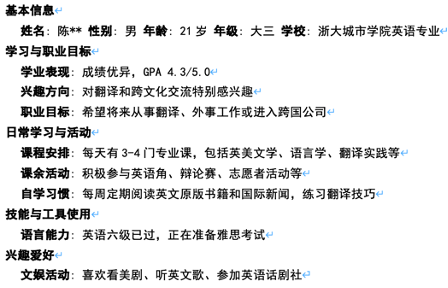 基本信息
姓名：陈** 性别：男 年龄：21岁 年级：大三 学校：浙大城市学院英语专业
学习与职业目标
学业表现：成绩优异，GPA 4.3/5.0
兴趣方向：对翻译和跨文化交流特别感兴趣
职业目标：希望将来从事翻译、外事工作或进入跨国公司
日常学习与活动
课程安排：每天有3-4门专业课，包括英美文学、语言学、翻译实践等
课余活动：积极参与英语角、辩论赛、志愿者活动等
自学习惯：每周定期阅读英文原版书籍和国际新闻，练习翻译技巧
技能与工具使用
语言能力：英语六级已过，正在准备雅思考试
兴趣爱好
文娱活动：喜欢看美剧、听英文歌、参加英语话剧社